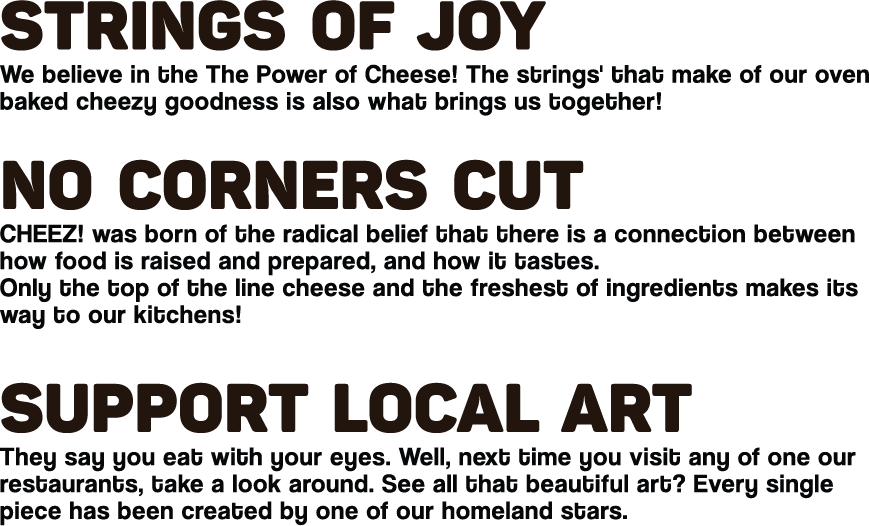 STRINGS OF JOY
We believe in the The Power of Cheese! The strings' that make of our oven
baked cheezy goodness is also what brings us together!
NO CORNERS CUT
CHEEZ! was born of the radical belief that there is a connection between
how food is raised and prepared, and how it tastes.
Only the top of the line cheese and the freshest of ingredients makes its
way to our kitchens!
SUPPORT LOCAL ART
They say you eat with your eyes. Well, next time you visit any of one our
restaurants, take a look around. See all that beautiful art? Every single
piece has been created by one of our homeland stars.